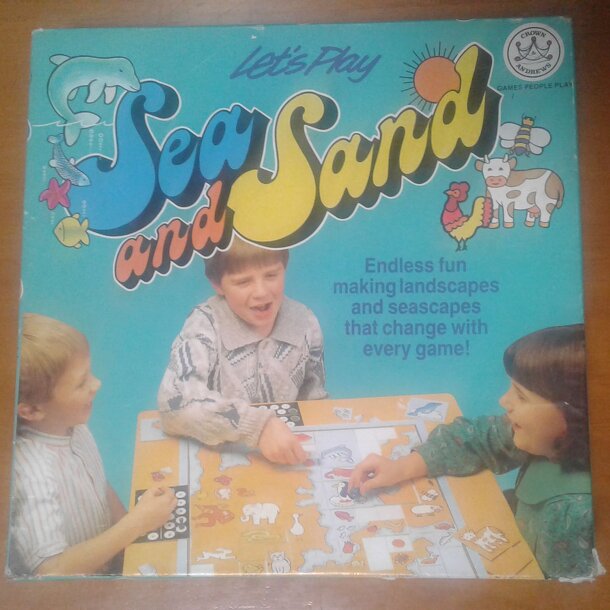 Let's Play
Sea
and Sand
CROWN
&
ANDREWS
GAMES PEOPLE PLAY
Endless fun
making landscapes
and seascapes
that change with
every game!